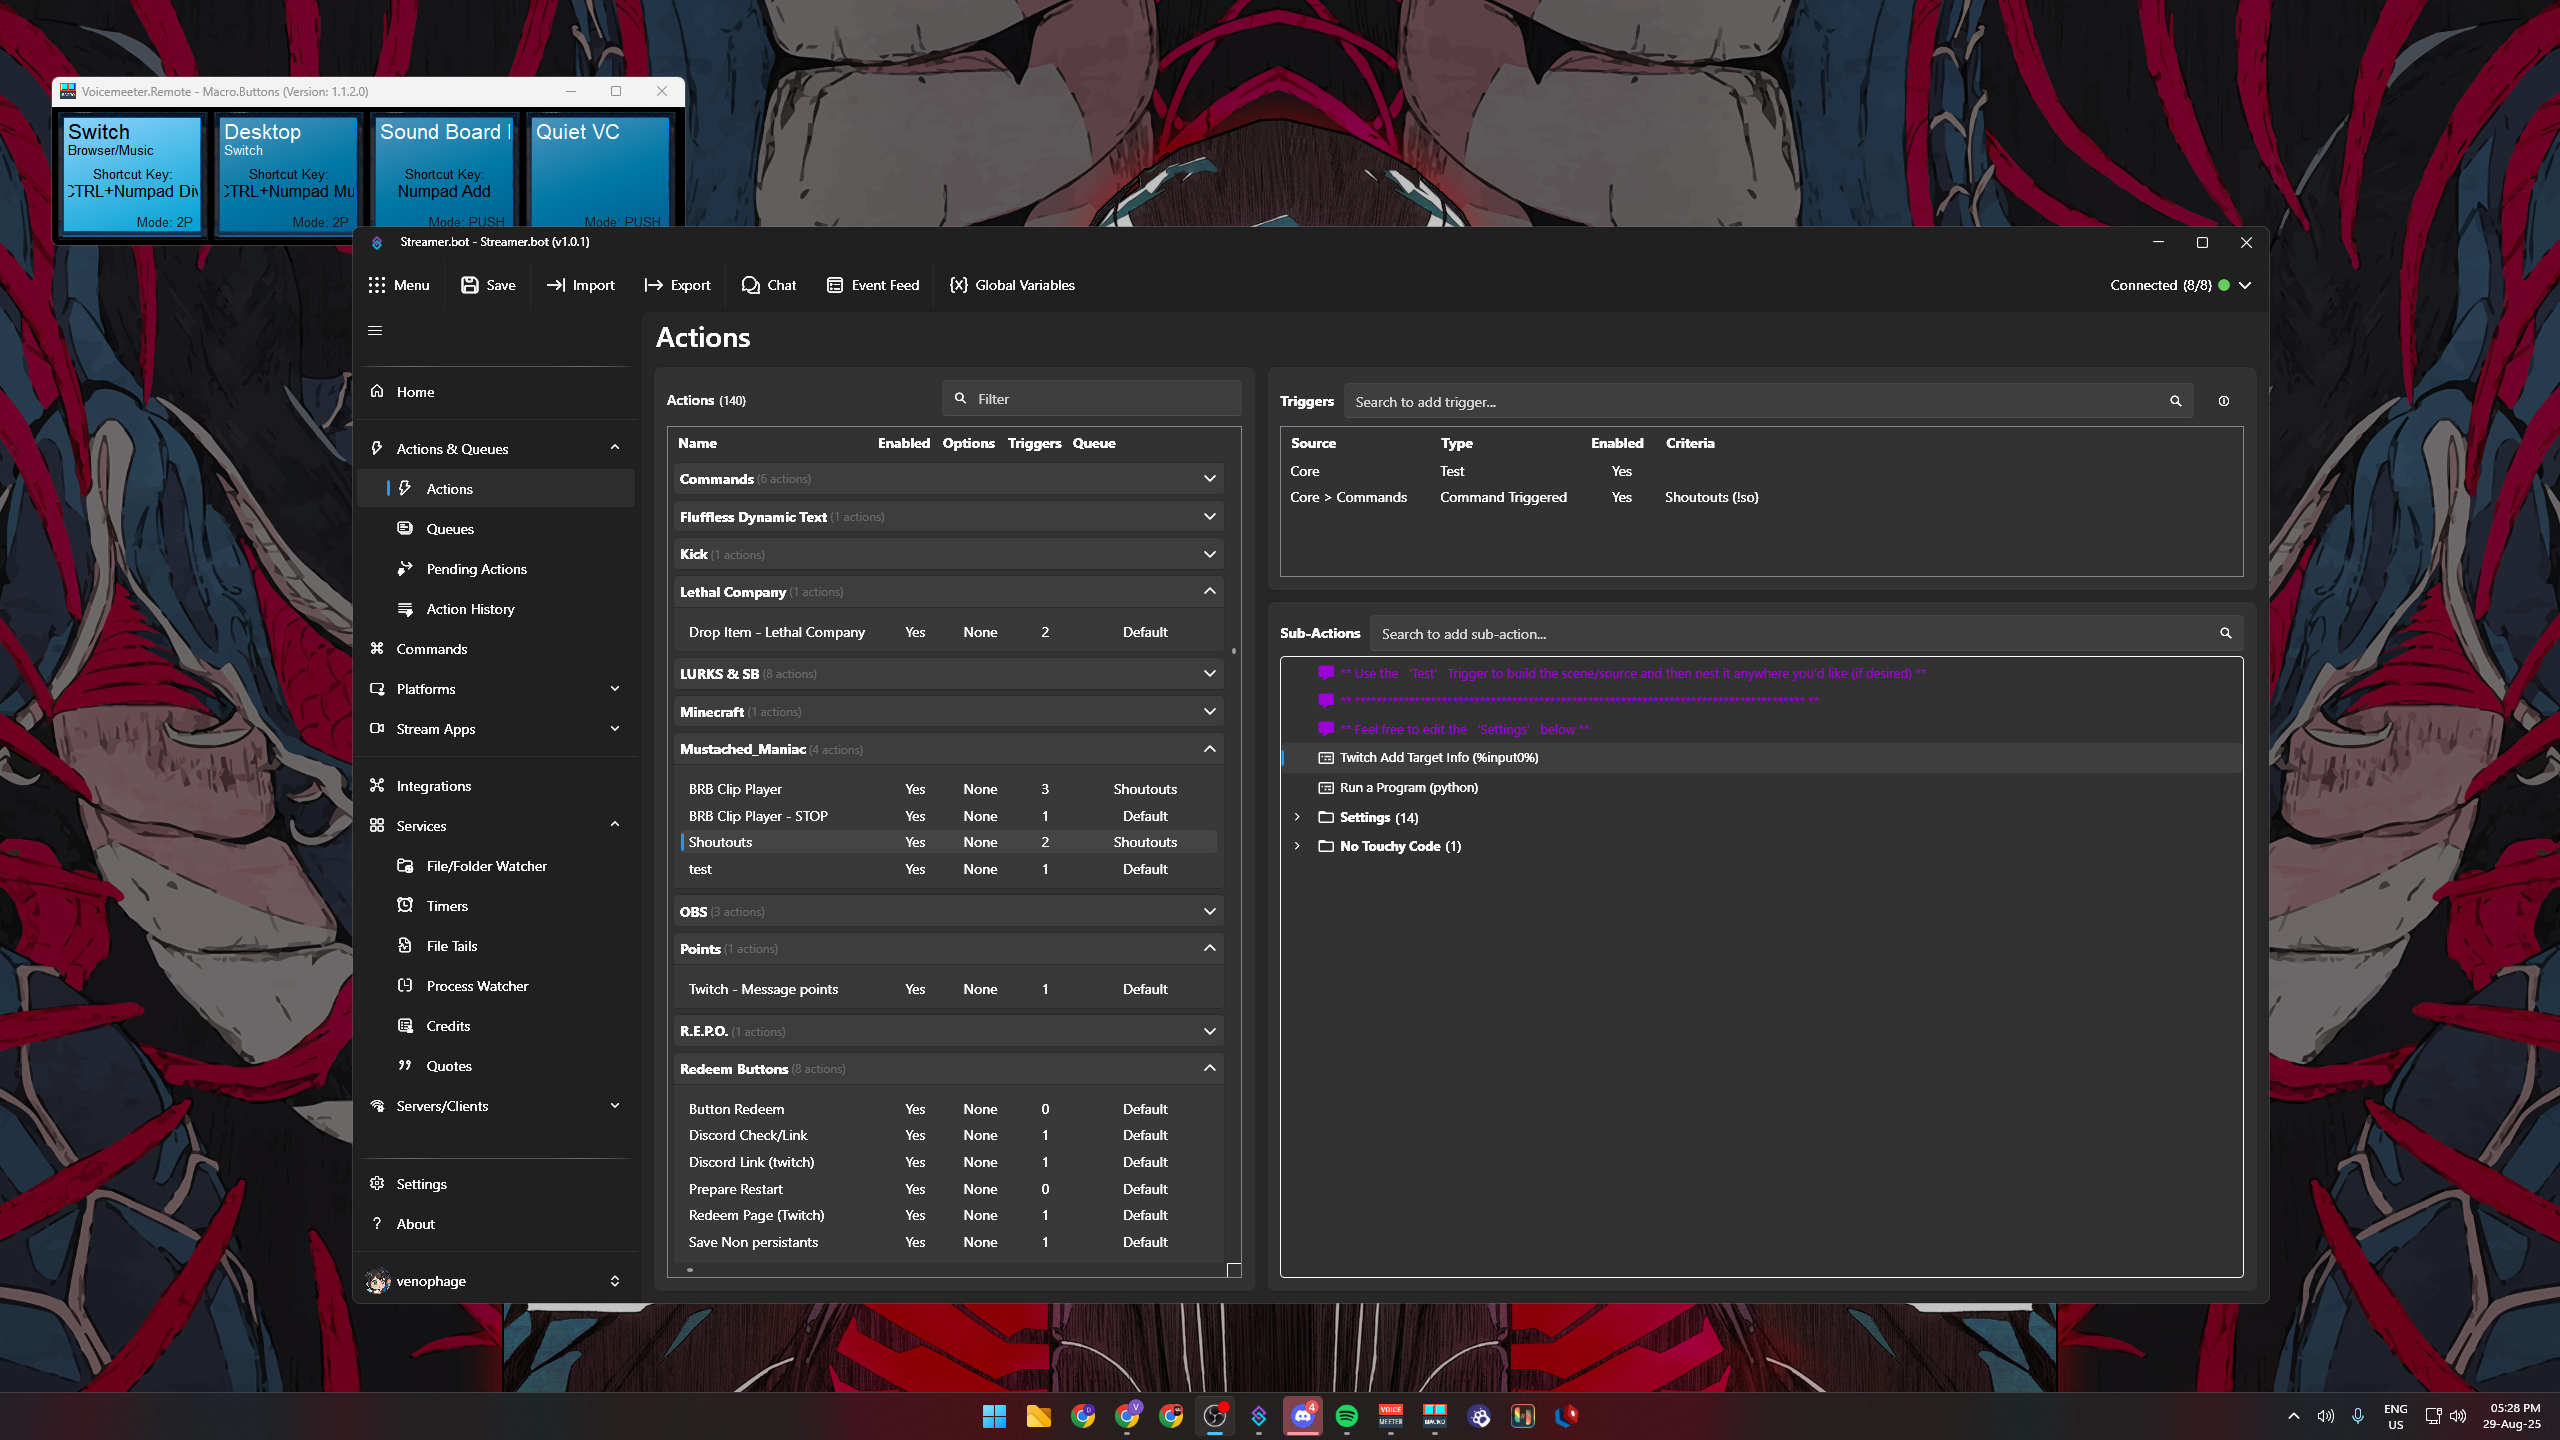 Voicemeeter.Remote - Macro.Buttons (Version: 1.1.2.0)
Switch
Browser/Music
Shortcut Key:
CTRL+Numpad Div
Mode: 2P
Desktop
Switch
Shortcut Key:
CTRL+Numpad Mu
Mode: 2P
Sound Board
Shortcut Key:
Numpad Add
Mode: PUSH
Quiet VC
Mode: PUSH
Streamer.bot - Streamer.bot (v1.0.1)
Menu Save Import Export Chat Event Feed {x} Global Variables Connected (8/8)
Home
Actions & Queues
Actions
Queues
Pending Actions
Action History
Commands
Platforms
Stream Apps
Integrations
Services
File/Folder Watcher
Timers
File Tails
Process Watcher
Credits
Quotes
Servers/Clients
Settings
? About
venophage
Actions
Actions (140) Filter
Name Enabled Options Triggers Queue
Commands (6 actions)
Fluffless Dynamic Text (1 actions)
Kick (1 actions)
Lethal Company (1 actions)
Drop Item - Lethal Company Yes None 2 Default
LURKS & SB (8 actions)
Minecraft (1 actions)
Mustached_Maniac (4 actions)
BRB Clip Player Yes None 3 Shoutouts
BRB Clip Player - STOP Yes None 1 Default
Shoutouts Yes None 2 Shoutouts
test Yes None 1 Default
OBS (3 actions)
Points (1 actions)
Twitch - Message points Yes None 1 Default
R.E.P.O. (1 actions)
Redeem Buttons (8 actions)
Button Redeem Yes None 0 Default
Discord Check/Link Yes None 1 Default
Discord Link (twitch) Yes None 1 Default
Prepare Restart Yes None 0 Default
Redeem Page (Twitch) Yes None 1 Default
Save Non persistants Yes None 1 Default
Triggers Search to add trigger...
Source Type Enabled Criteria
Core Test Yes
Core > Commands Command Triggered Yes Shoutouts (!so)
Sub-Actions Search to add sub-action...
** Use the 'Test' Trigger to build the scene/source and then nest it anywhere you'd like (if desired) **
** Feel free to edit the 'Settings' below **
Twitch Add Target Info (%input0%)
Run a Program (python)
Settings (14)
No Touchy Code (1)
D
V
4
VOICE
MEETER
MACRO
ENG
US
05:28 PM
29-Aug-25